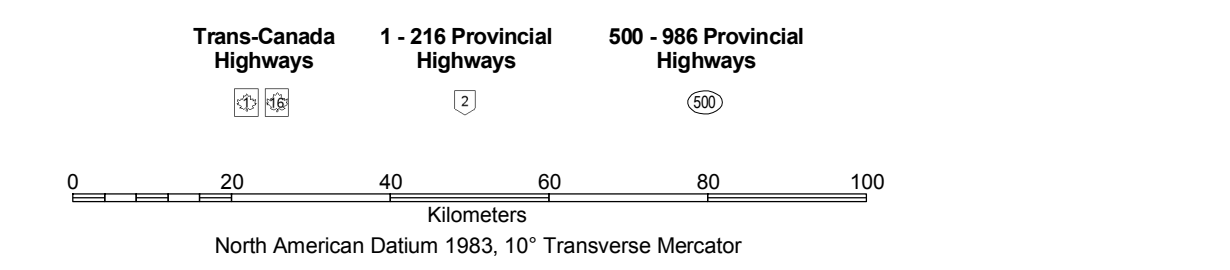 Trans-Canada Highways
1 - 216 Provincial Highways
500 - 986 Provincial Highways
1 16
2
500
0 20 40 60 80 100
Kilometers
North American Datium 1983, 10° Transverse Mercator